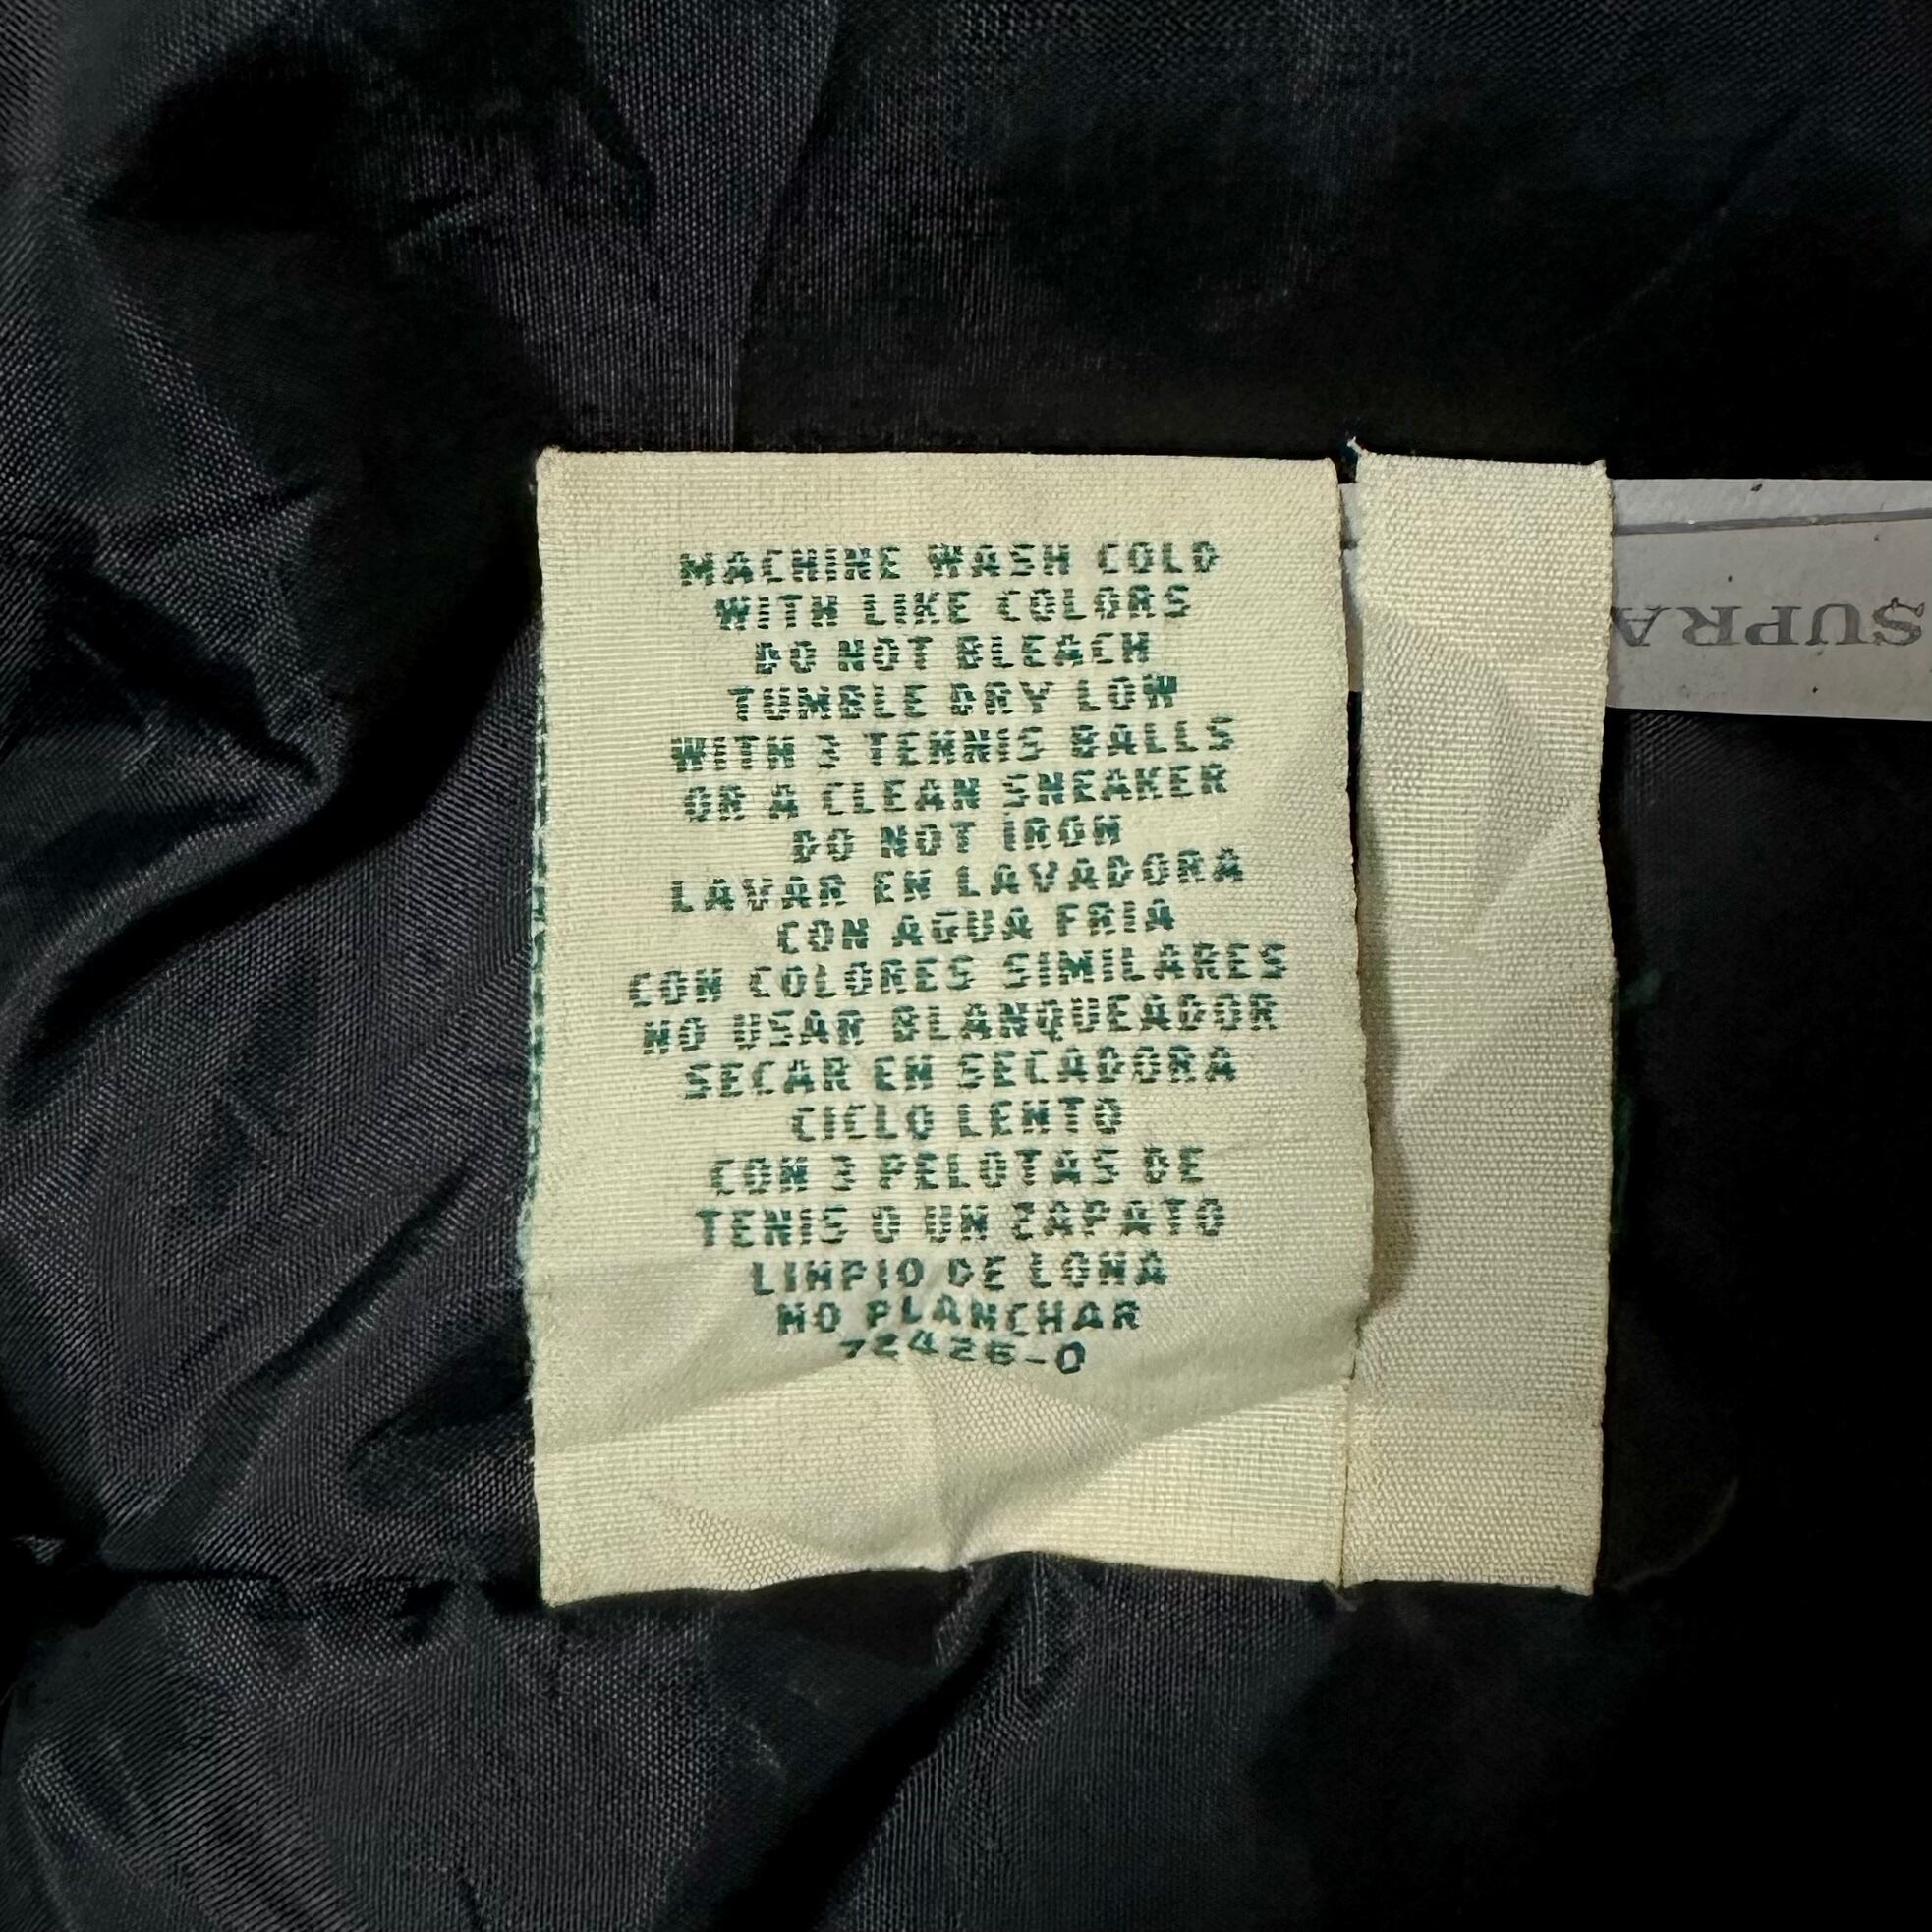 MACHINE WASH COLD
WITH LIKE COLORS
DO NOT BLEACH
TUMBLE DRY LOW
WITH 3 TENNIS BALLS
OR A CLEAN SNEAKER
DO NOT IRON
LAVAR EN LAVADORA
CON AGUA FRIA
CON COLORES SIMILARES
NO USAR BLANQUEADOR
SECAR EN SECADORA
CICLO LENTO
CON 3 PELOTAS DE
TENIS O UN ZAPATO
LIMPIO DE LONA
NO PLANCHAR
72426-0
SUPRA